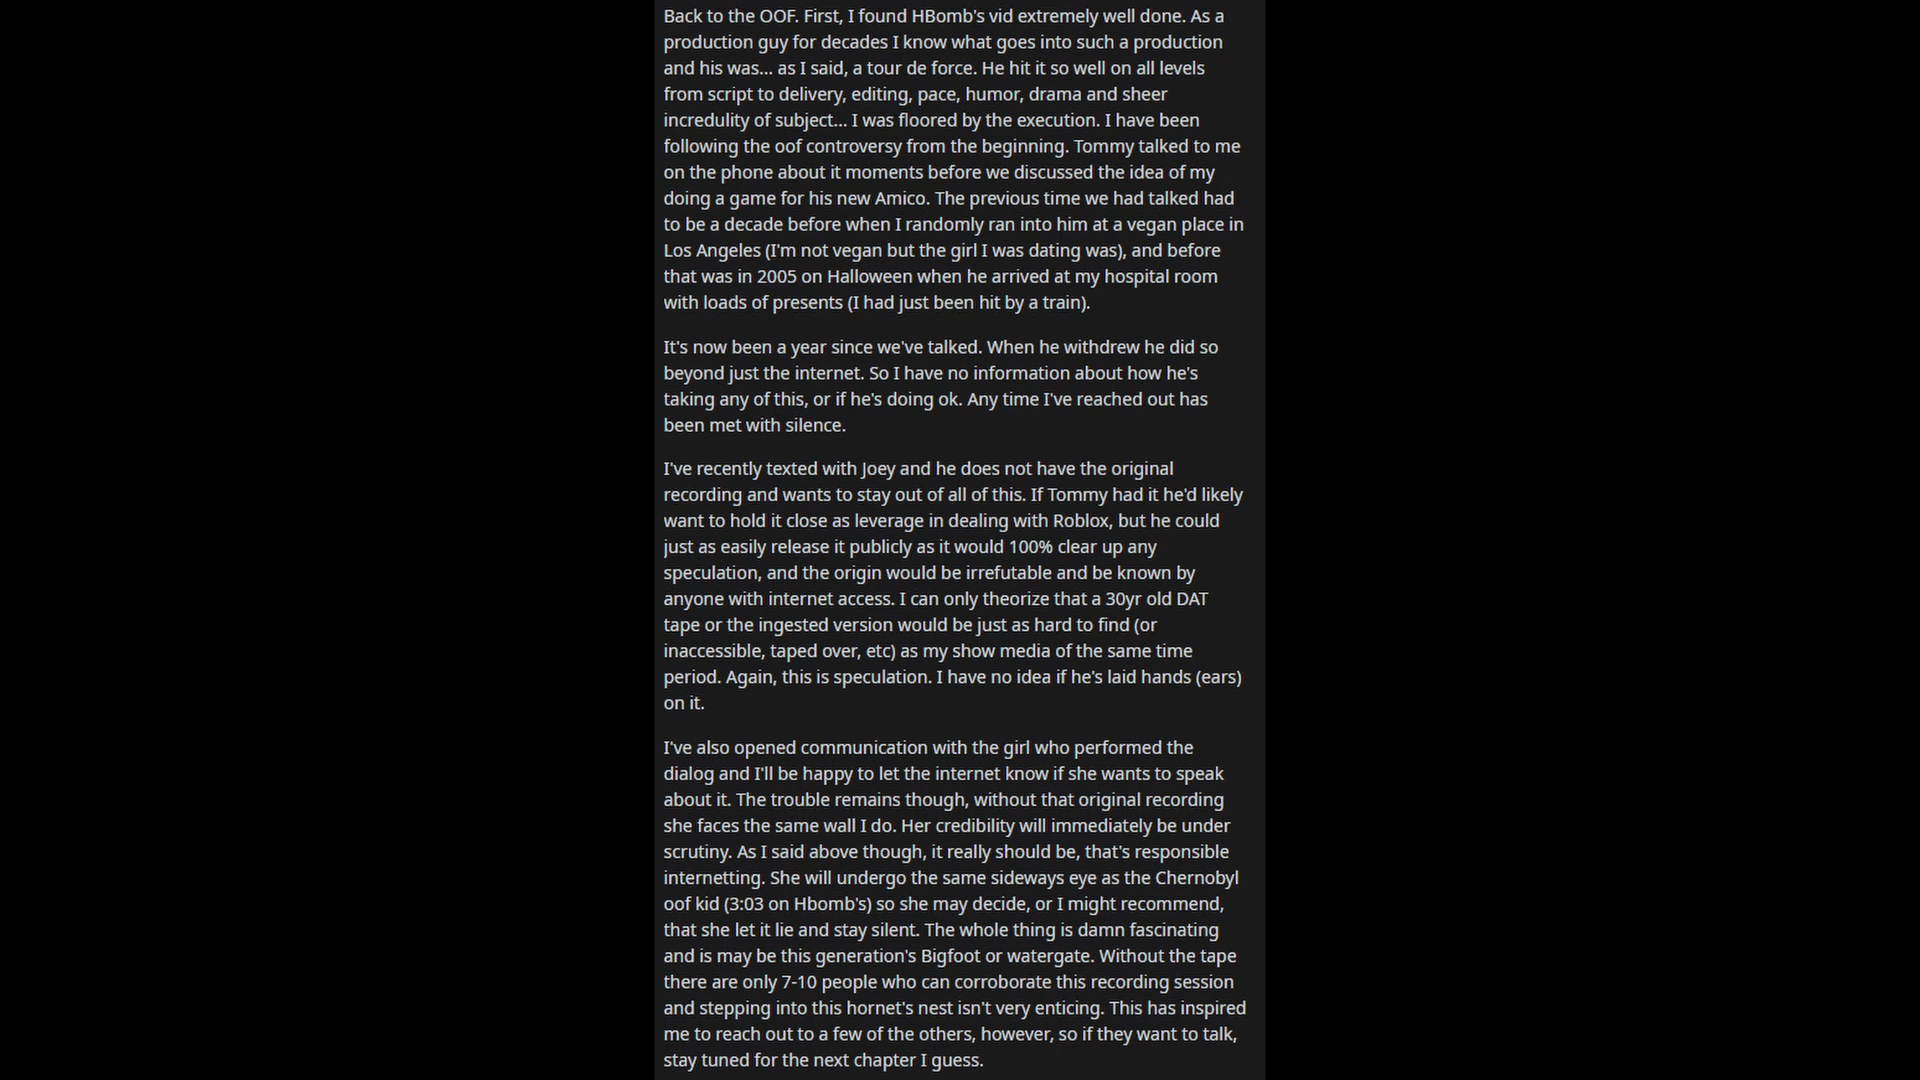 Back to the OOF. First, I found HBomb's vid extremely well done. As a
production guy for decades I know what goes into such a production
and his was... as I said, a tour de force. He hit it so well on all levels
from script to delivery, editing, pace, humor, drama and sheer
incredulity of subject... I was floored by the execution. I have been
following the oof controversy from the beginning. Tommy talked to me
on the phone about it moments before we discussed the idea of my
doing a game for his new Amico. The previous time we had talked had
to be a decade before when I randomly ran into him at a vegan place in
Los Angeles (I'm not vegan but the girl I was dating was), and before
that was in 2005 on Halloween when he arrived at my hospital room
with loads of presents (I had just been hit by a train).
It's now been a year since we've talked. When he withdrew he did so
beyond just the internet. So I have no information about how he's
taking any of this, or if he's doing ok. Any time I've reached out has
been met with silence.
I've recently texted with Joey and he does not have the original
recording and wants to stay out of all of this. If Tommy had it he'd likely
want to hold it close as leverage in dealing with Roblox, but he could
just as easily release it publicly as it would 100% clear up any
speculation, and the origin would be irrefutable and be known by
anyone with internet access. I can only theorize that a 30yr old DAT
tape or the ingested version would be just as hard to find (or
inaccessible, taped over, etc) as my show media of the same time
period. Again, this is speculation. I have no idea if he's laid hands (ears)
on it.
I've also opened communication with the girl who performed the
dialog and I'll be happy to let the internet know if she wants to speak
about it. The trouble remains though, without that original recording
she faces the same wall I do. Her credibility will immediately be under
scrutiny. As I said above though, it really should be, that's responsible
internetting. She will undergo the same sideways eye as the Chernobyl
oof kid (3:03 on Hbomb's) so she may decide, or I might recommend,
that she let it lie and stay silent. The whole thing is damn fascinating
and is may be this generation's Bigfoot or watergate. Without the tape
there are only 7-10 people who can corroborate this recording session
and stepping into this hornet's nest isn't very enticing. This has inspired
me to reach out to a few of the others, however, so if they want to talk,
stay tuned for the next chapter I guess.